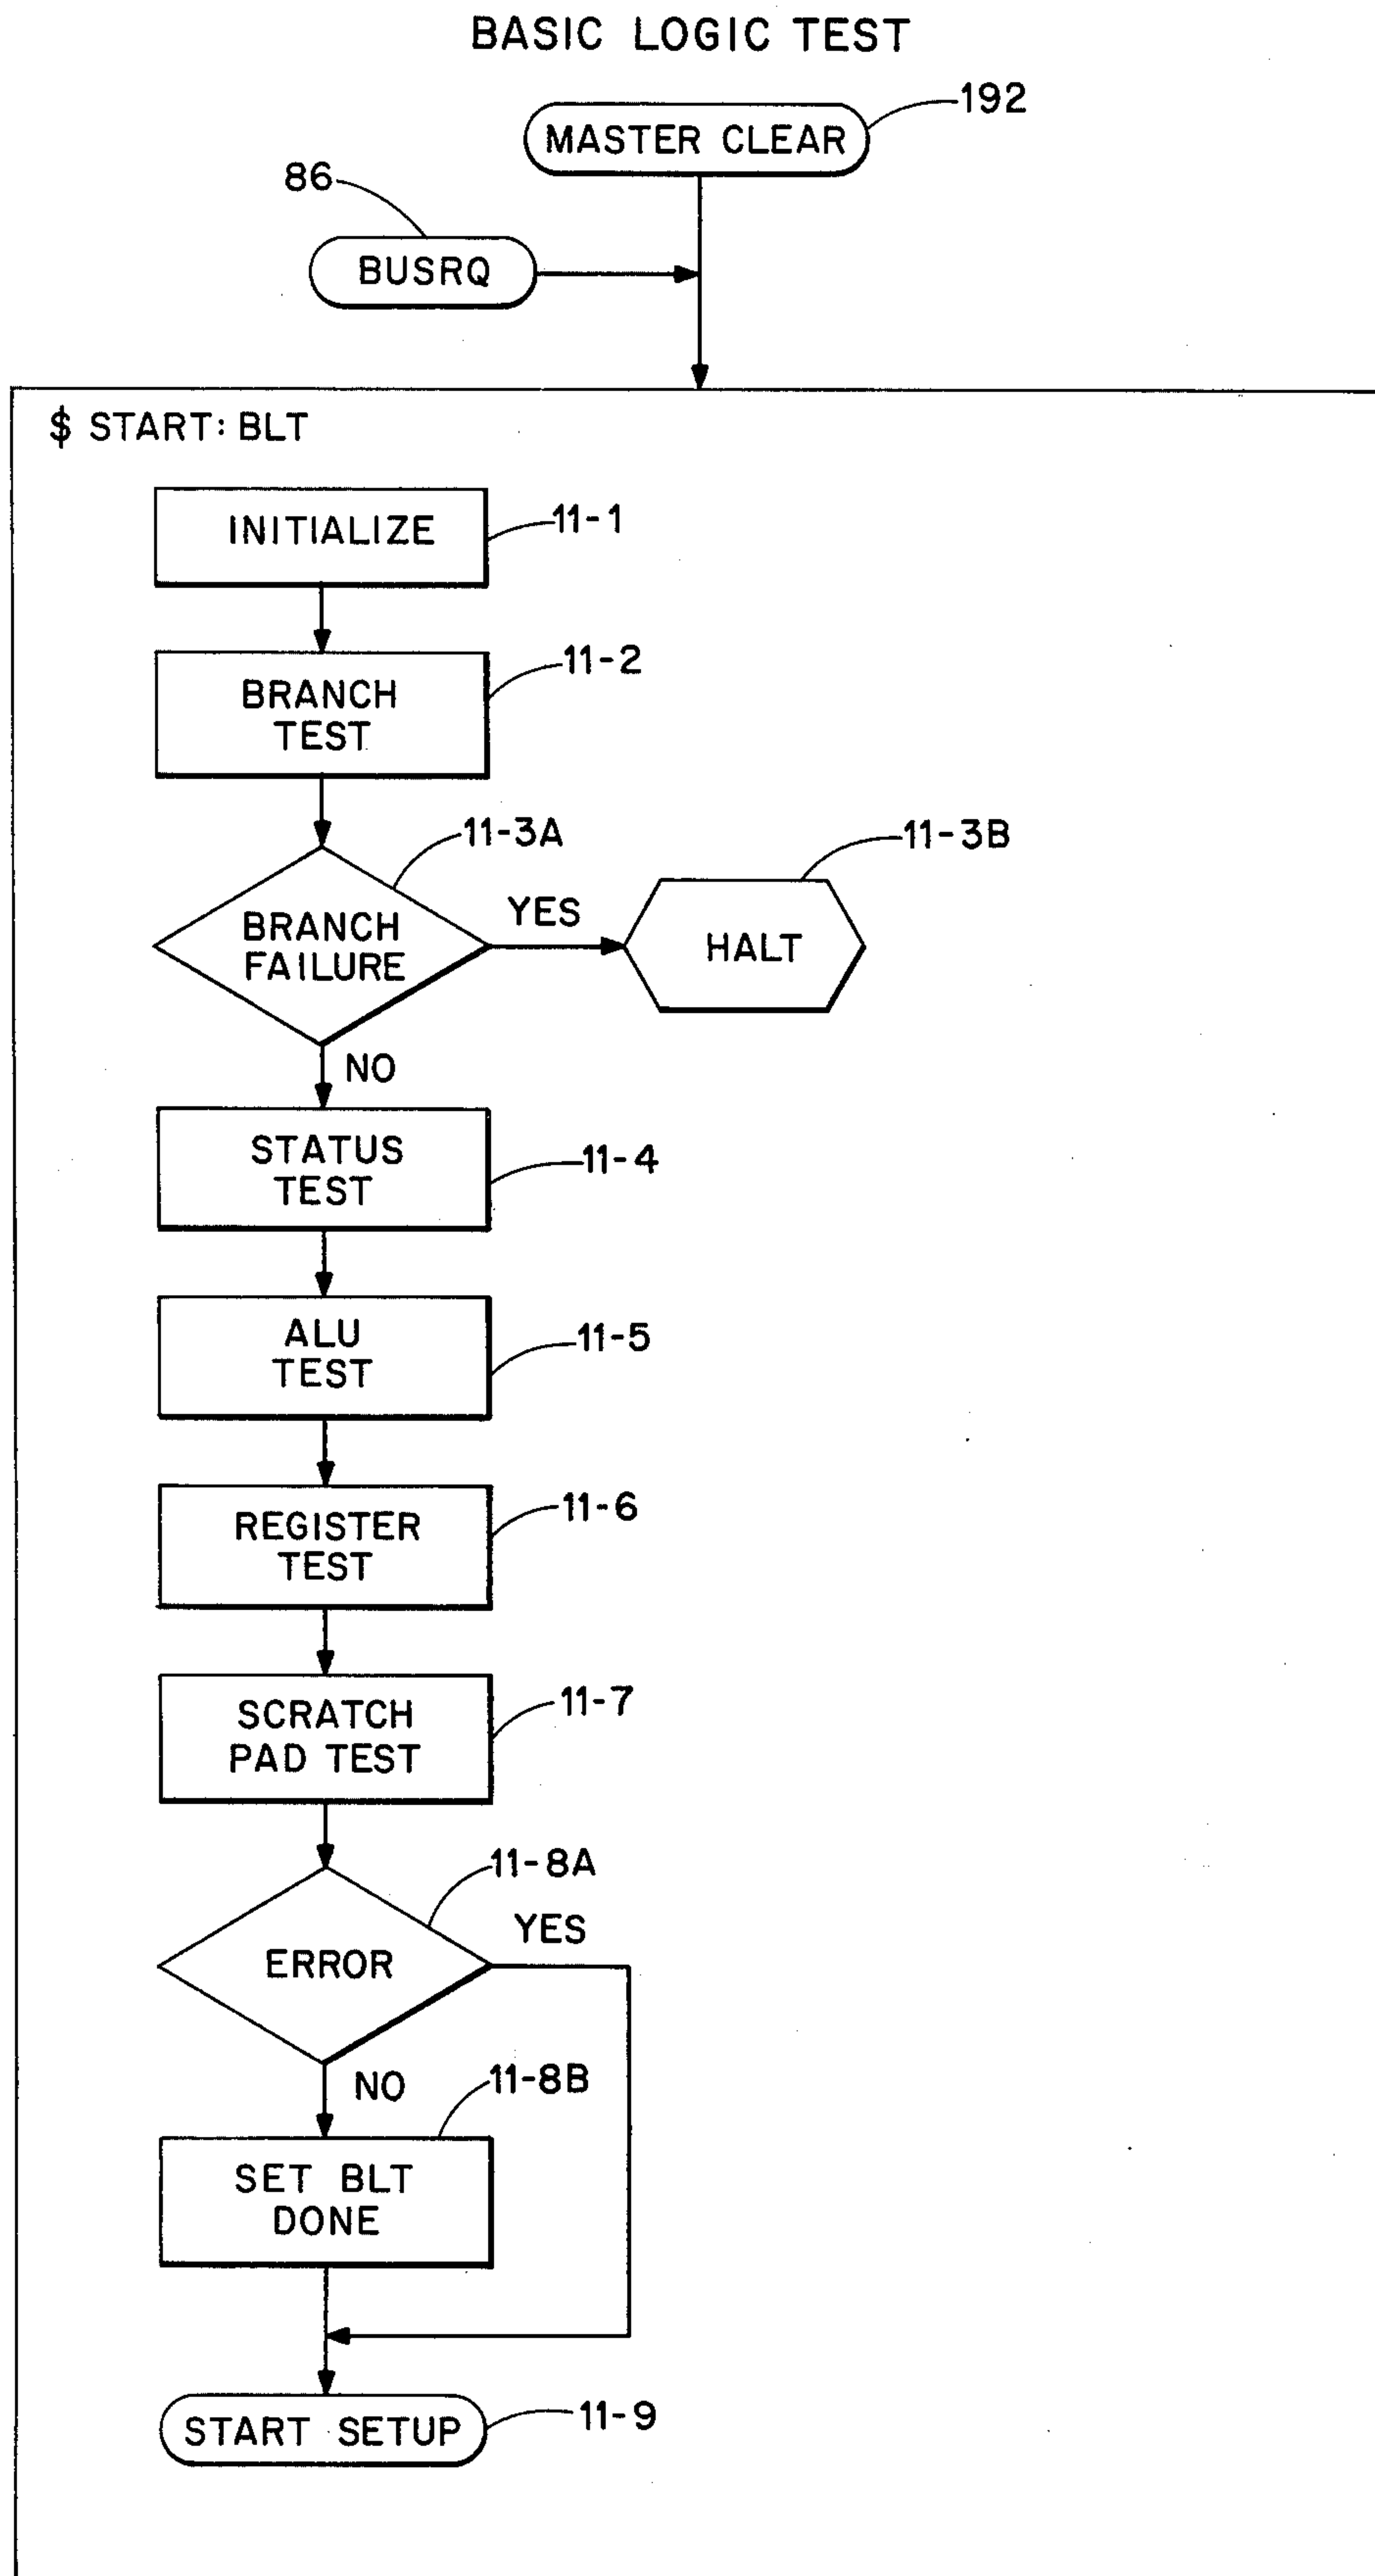 BASIC LOGIC TEST
192
MASTER CLEAR
86
BUSRQ
$ START: BLT
INITIALIZE
11-1
11-2
BRANCH
TEST
11-3A
11-3B
YES
BRANCH
FAILURE
HALT
NO
STATUS
TEST
11-4
ALU
TEST
11-5
11-6
REGISTER
TEST
11-7
SCRATCH
PAD TEST
11-8A
YES
ERROR
NO
11-8B
SET BLT
DONE
START SETUP
11-9